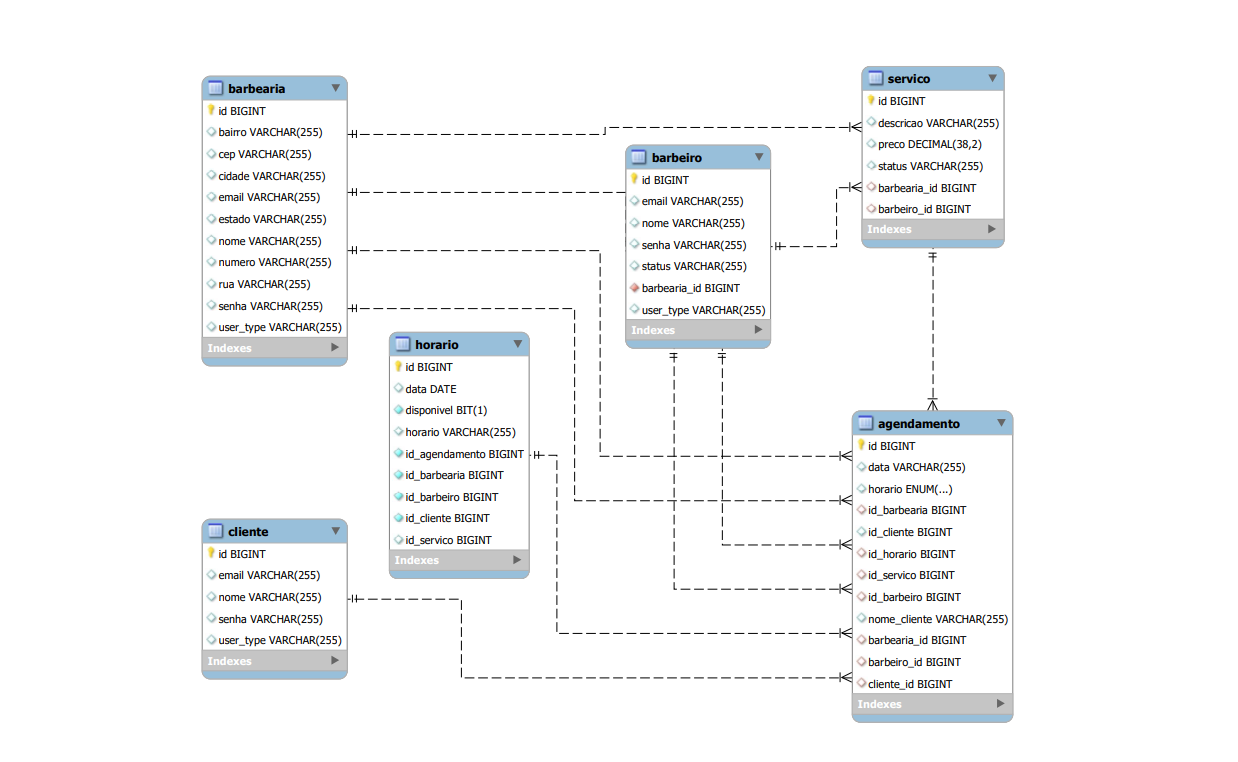 barbearia
id BIGINT
bairro VARCHAR(255)
cep VARCHAR(255)
cidade VARCHAR(255)
email VARCHAR(255)
estado VARCHAR(255)
nome VARCHAR(255)
numero VARCHAR(255)
rua VARCHAR(255)
senha VARCHAR(255)
user_type VARCHAR(255)
Indexes
servico
id BIGINT
descricao VARCHAR(255)
preco DECIMAL(38,2)
status VARCHAR(255)
barbearia_id BIGINT
barbeiro_id BIGINT
Indexes
barbeiro
id BIGINT
email VARCHAR(255)
nome VARCHAR(255)
senha VARCHAR(255)
status VARCHAR(255)
barbearia_id BIGINT
user_type VARCHAR(255)
Indexes
horario
id BIGINT
data DATE
disponivel BIT(1)
horario VARCHAR(255)
id_agendamento BIGINT
id_barbearia BIGINT
id_barbeiro BIGINT
id_cliente BIGINT
id_servico BIGINT
Indexes
agendamento
id BIGINT
data VARCHAR(255)
horario ENUM(...)
id_barbearia BIGINT
id_cliente BIGINT
id_horario BIGINT
id_servico BIGINT
id_barbeiro BIGINT
nome_cliente VARCHAR(255)
barbearia_id BIGINT
barbeiro_id BIGINT
cliente_id BIGINT
Indexes
cliente
id BIGINT
email VARCHAR(255)
nome VARCHAR(255)
senha VARCHAR(255)
user_type VARCHAR(255)
Indexes